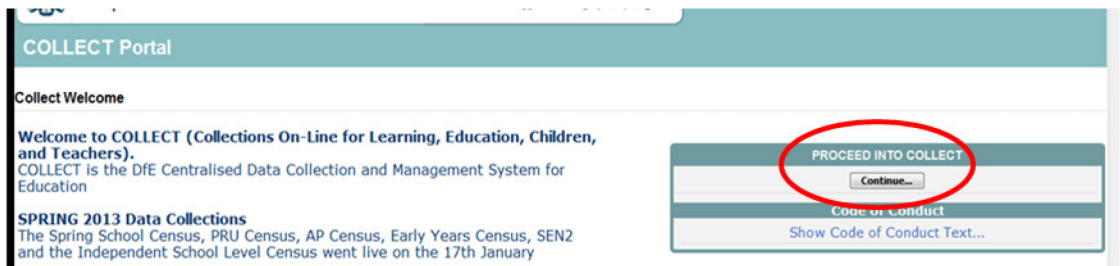 COLLECT Portal
Collect Welcome
Welcome to COLLECT (Collections On-Line for Learning, Education, Children,
and Teachers).
COLLECT is the DfE Centralised Data Collection and Management System for
Education
SPRING 2013 Data Collections
The Spring School Census, PRU Census, AP Census, Early Years Census, SEN2
and the Independent School Level Census went live on the 17th January
PROCEED INTO COLLECT
Continue...
Code of Conduct
Show Code of Conduct Text...